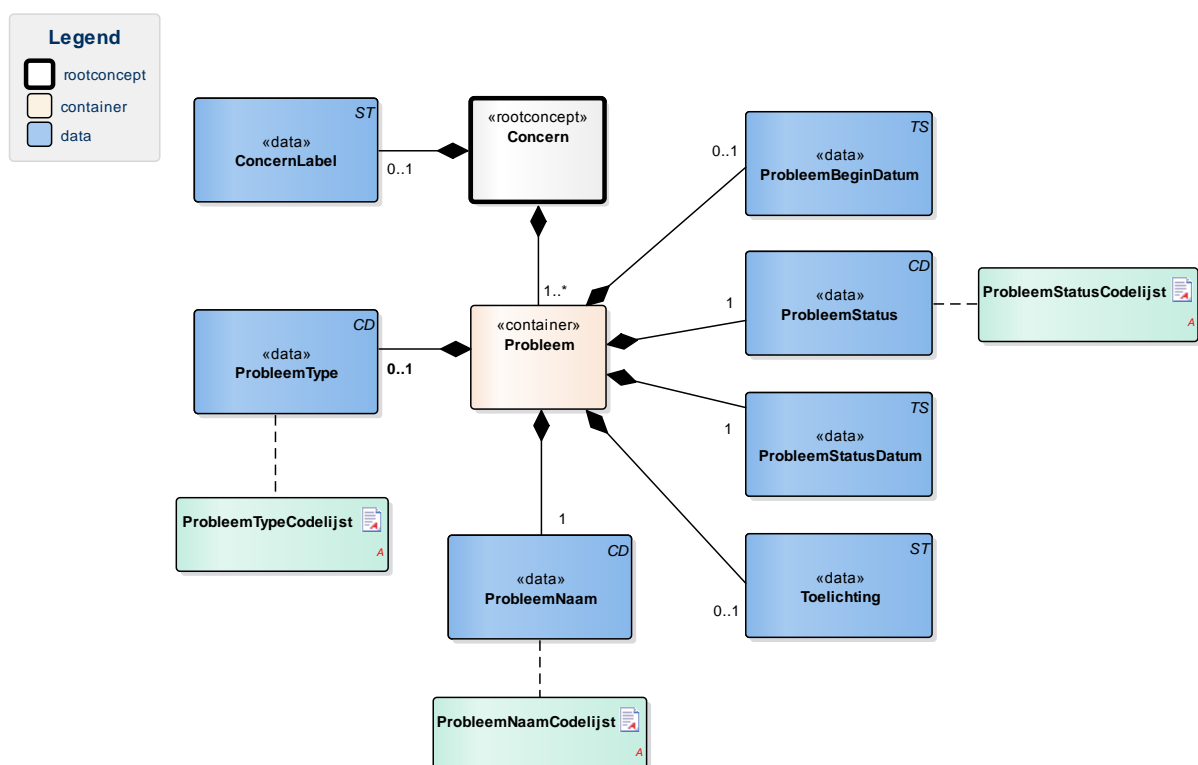 Legend
rootconcept
container
data
ST
«data»
ConcernLabel
0..1
«rootconcept»
Concern
TS
«data»
ProbleemBeginDatum
0..1
1..*
CD
«data»
ProbleemStatus
1
ProbleemStatusCodelijst
A
CD
«data»
ProbleemType
0..1
«container»
Probleem
TS
«data»
ProbleemStatusDatum
1
ProbleemTypeCodelijst
A
1
CD
«data»
ProbleemNaam
ST
«data»
Toelichting
0..1
ProbleemNaamCodelijst
A